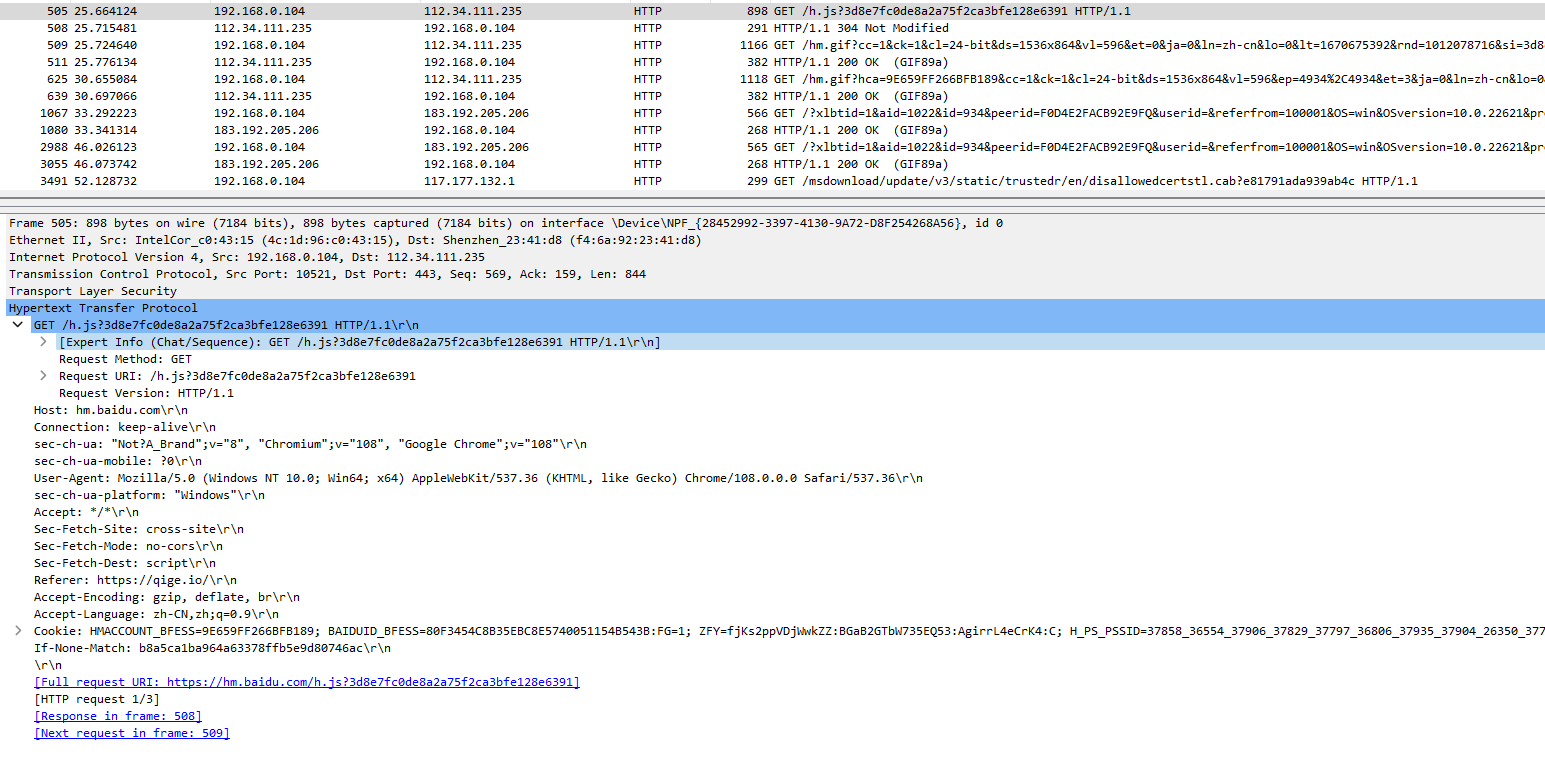 505 25.664124 192.168.0.104 112.34.111.235 HTTP 898 GET /h.js?3d8e7fc0de8a2a75f2ca3bfe128e6391 HTTP/1.1
508 25.715481 112.34.111.235 192.168.0.104 HTTP 291 HTTP/1.1 304 Not Modified
509 25.724640 192.168.0.104 112.34.111.235 HTTP 1166 GET /hm.gif?cc=1&ck=1&cl=24-bit&ds=1536x864&vl=596&et=0&ja=0&ln=zh-cn&lo=0&lt=1670675392&rnd=1012078716&si=3d8
511 25.776134 112.34.111.235 192.168.0.104 HTTP 382 HTTP/1.1 200 OK (GIF89a)
625 30.655084 192.168.0.104 112.34.111.235 HTTP 1118 GET /hm.gif?hca=9E659FF266BFB189&cc=1&ck=1&cl=24-bit&ds=1536x864&vl=596&ep=4934%2C4934&et=3&ja=0&ln=zh-cn&lo=0
639 30.697066 112.34.111.235 192.168.0.104 HTTP 382 HTTP/1.1 200 OK (GIF89a)
1067 33.292223 192.168.0.104 183.192.205.206 HTTP 566 GET /?xlbtid=1&aid=1022&id=934&peerid=F0D4E2FACB92E9FQ&userid=&referfrom=100001&OS=win&OSversion=10.0.22621&pr
1080 33.341314 183.192.205.206 192.168.0.104 HTTP 268 HTTP/1.1 200 OK (GIF89a)
2988 46.026123 192.168.0.104 183.192.205.206 HTTP 565 GET /?xlbtid=1&aid=1022&id=934&peerid=F0D4E2FACB92E9FQ&userid=&referfrom=100001&OS=win&OSversion=10.0.22621&pr
3055 46.073742 183.192.205.206 192.168.0.104 HTTP 268 HTTP/1.1 200 OK (GIF89a)
3491 52.128732 192.168.0.104 117.177.132.1 HTTP 299 GET /msdownload/update/v3/static/trustedr/en/disallowedcertstl.cab?e81791ada939ab4c HTTP/1.1
Frame 505: 898 bytes on wire (7184 bits), 898 bytes captured (7184 bits) on interface \Device\NPF_{28452992-3397-4130-9A72-D8F254268A56}, id 0
Ethernet II, Src: IntelCor_c0:43:15 (4c:1d:96:c0:43:15), Dst: Shenzhen_23:41:d8 (f4:6a:92:23:41:d8)
Internet Protocol Version 4, Src: 192.168.0.104, Dst: 112.34.111.235
Transmission Control Protocol, Src Port: 10521, Dst Port: 443, Seq: 569, Ack: 159, Len: 844
Transport Layer Security
Hypertext Transfer Protocol
GET /h.js?3d8e7fc0de8a2a75f2ca3bfe128e6391 HTTP/1.1\r\n
[Expert Info (Chat/Sequence): GET /h.js?3d8e7fc0de8a2a75f2ca3bfe128e6391 HTTP/1.1\r\n]
Request Method: GET
Request URI: /h.js?3d8e7fc0de8a2a75f2ca3bfe128e6391
Request Version: HTTP/1.1
Host: hm.baidu.com\r\n
Connection: keep-alive\r\n
sec-ch-ua: "Not?A_Brand";v="8", "Chromium";v="108", "Google Chrome";v="108"\r\n
sec-ch-ua-mobile: ?0\r\n
User-Agent: Mozilla/5.0 (Windows NT 10.0; Win64; x64) AppleWebKit/537.36 (KHTML, like Gecko) Chrome/108.0.0.0 Safari/537.36\r\n
sec-ch-ua-platform: "Windows"\r\n
Accept: */*\r\n
Sec-Fetch-Site: cross-site\r\n
Sec-Fetch-Mode: no-cors\r\n
Sec-Fetch-Dest: script\r\n
Referer: https://qige.io/\r\n
Accept-Encoding: gzip, deflate, br\r\n
Accept-Language: zh-CN,zh;q=0.9\r\n
Cookie: HMACCOUNT_BFESS=9E659FF266BFB189; BAIDUID_BFESS=80F3454C8B35EBC8E5740051154B543B:FG=1; ZFY=fjKs2ppVDjWwkZZ:BGaB2GTbW735EQ53:AgirrL4eCrK4:C; H_PS_PSSID=37858_36554_37906_37829_37797_36806_37935_37904_26350_377
If-None-Match: b8a5ca1ba964a63378ffb5e9d80746ac\r\n
\r\n
[Full request URI: https://hm.baidu.com/h.js?3d8e7fc0de8a2a75f2ca3bfe128e6391]
[HTTP request 1/3]
[Response in frame: 508]
[Next request in frame: 509]